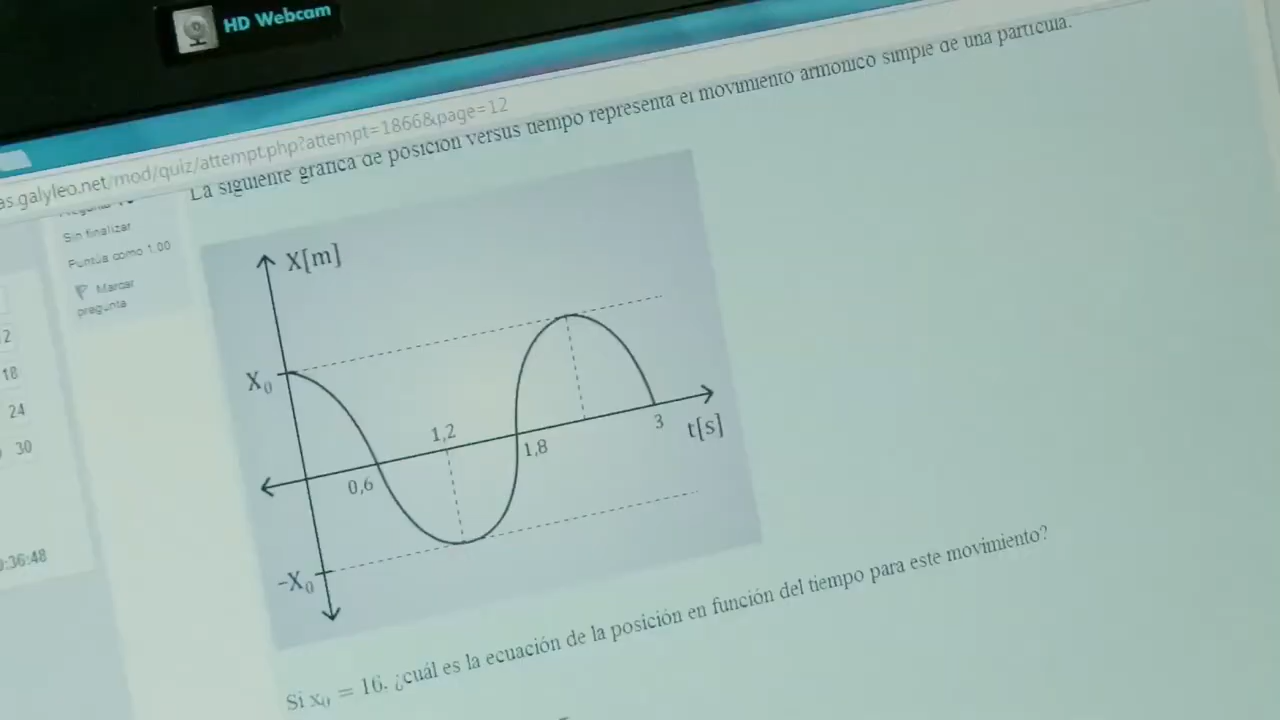 HD Webcam
as.galyleo.net/mod/quiz/attempt.php?attempt=1866&page=12
La siguiente gráfica de posición versus tiempo representa el movimiento armónico simple de una partícula.
Sin finalizar
Puntúa como 1.00
Marcar
pregunta
12
18
24
30
:36:48
X[m]
X₀
1,2
0,6
1,8
3
t[s]
-X₀
Si x₀ = 16. ¿cuál es la ecuación de la posición en función del tiempo para este movimiento?